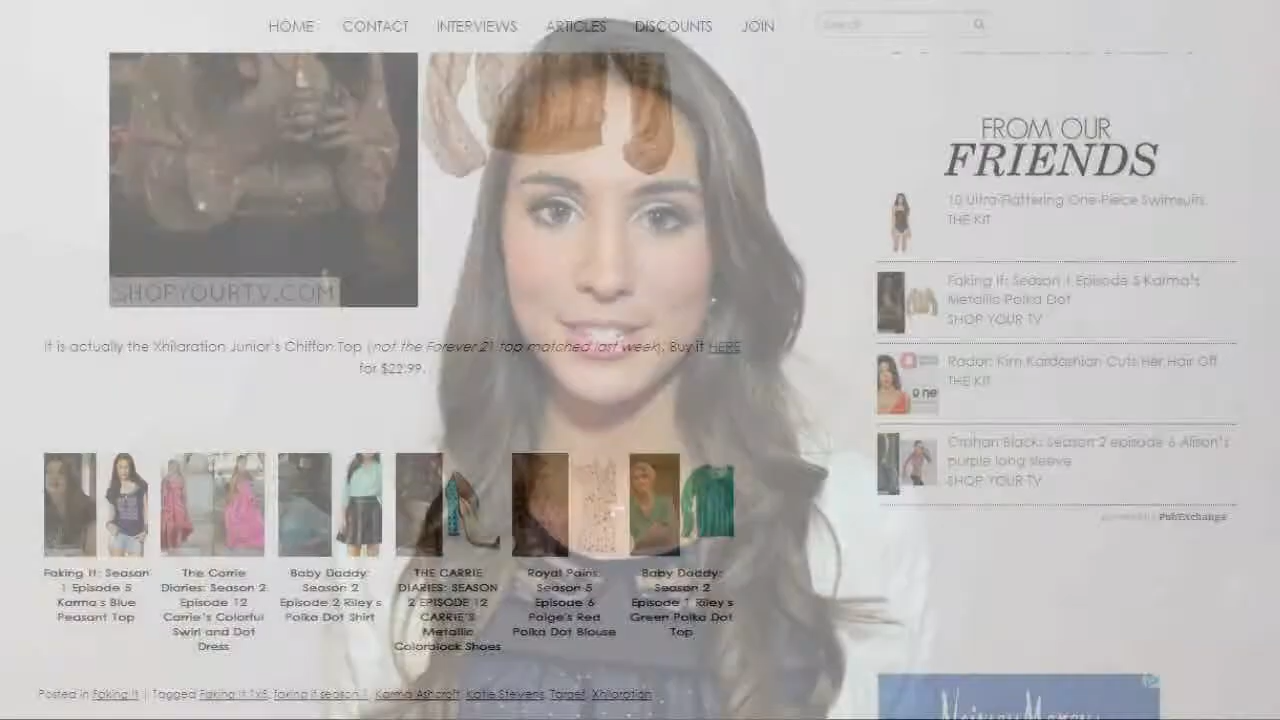 HOME CONTACT INTERVIEWS ARTICLES DISCOUNTS JOIN
Search
SHOPYOURTV.COM
It is actually the Xhilaration Junior's Chiffon Top (not the Forever 21 top matched last week). Buy it HERE
for $22.99.
FROM OUR
FRIENDS
10 Ultra-Flattering One-Piece Swimsuits
THE KIT
Faking It: Season 1 Episode 5 Karma's
Metallic Polka Dot
SHOP YOUR TV
Radar: Kim Kardashian Cuts Her Hair Off
THE KIT
one
Orphan Black: Season 2 episode 6 Alison's
purple long sleeve
SHOP YOUR TV
powered by PubExchange
Faking It: Season
1 Episode 5
Karma's Blue
Peasant Top
The Carrie
Diaries: Season 2
Episode 12
Carrie's Colorful
Swirl and Dot
Dress
Baby Daddy:
Season 2
Episode 2 Riley's
Polka Dot Shirt
THE CARRIE
DIARIES: SEASON
2 EPISODE 12
CARRIE'S
Metallic
Colorblock Shoes
Royal Pains:
Season 5
Episode 6
Paige's Red
Polka Dot Blouse
Baby Daddy:
Season 2
Episode 1 Riley's
Green Polka Dot
Top
Posted in Faking It | Tagged Faking It 1x5, faking it season 1, Karma Ashcroft, Katie Stevens, Target, Xhilaration
Neiman Marcus